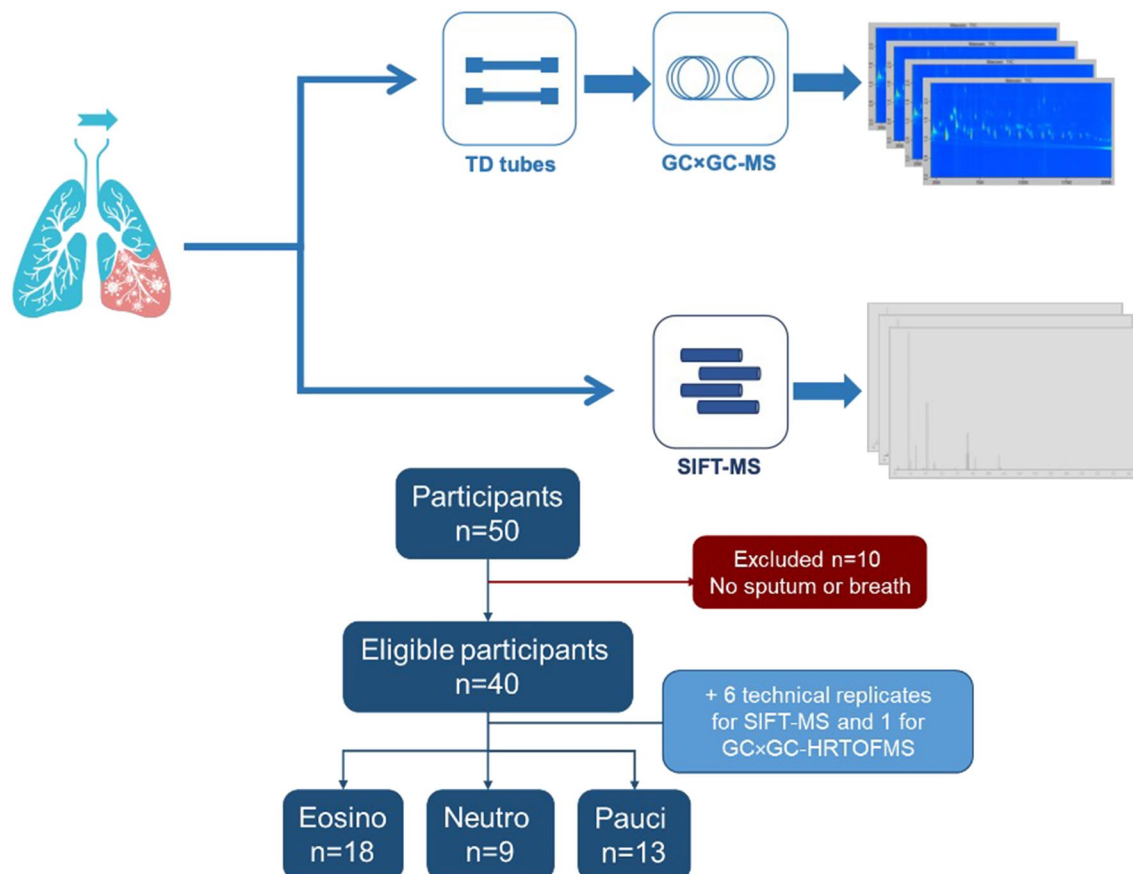 TD tubes
GC×GC-MS
SIFT-MS
Participants
n=50
Excluded n=10
No sputum or breath
Eligible participants
n=40
+ 6 technical replicates
for SIFT-MS and 1 for
GC×GC-HRTOFMS
Eosino
n=18
Neutro
n=9
Pauci
n=13